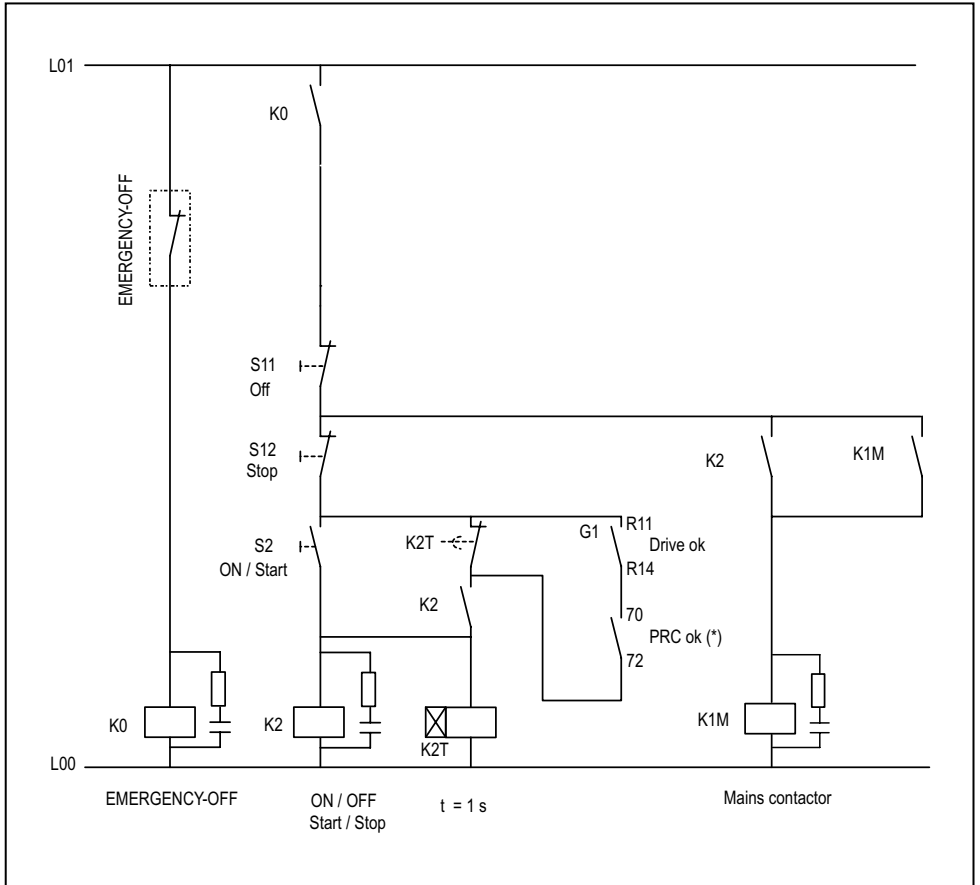 L01
K0
EMERGENCY-OFF
S11
Off
S12
Stop
K2
K1M
S2
ON / Start
K2T
G1
R11
Drive ok
R14
K2
70
PRC ok (*)
72
K0
K2
K2T
K1M
L00
EMERGENCY-OFF
ON / OFF
Start / Stop
t = 1 s
Mains contactor